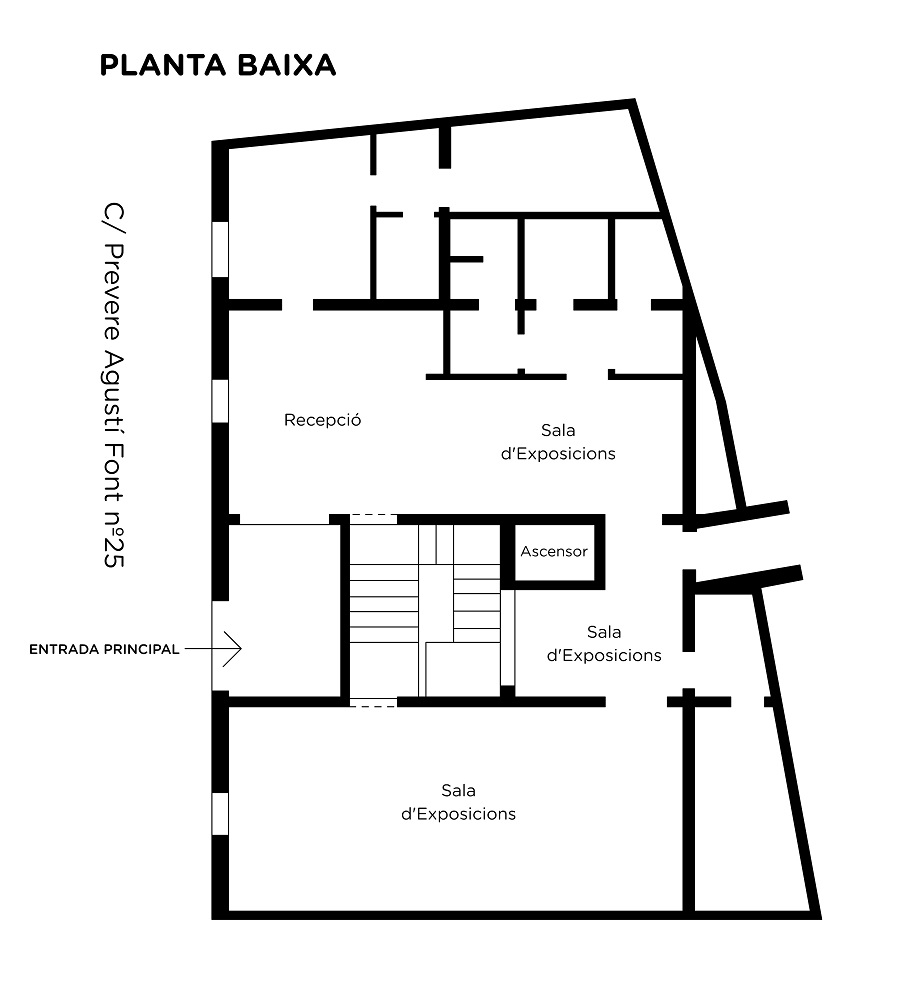 PLANTA BAIXA
C/ Prevere Agustí Font nº25
Recepció
Sala
d'Exposicions
Ascensor
Sala
d'Exposicions
ENTRADA PRINCIPAL
Sala
d'Exposicions